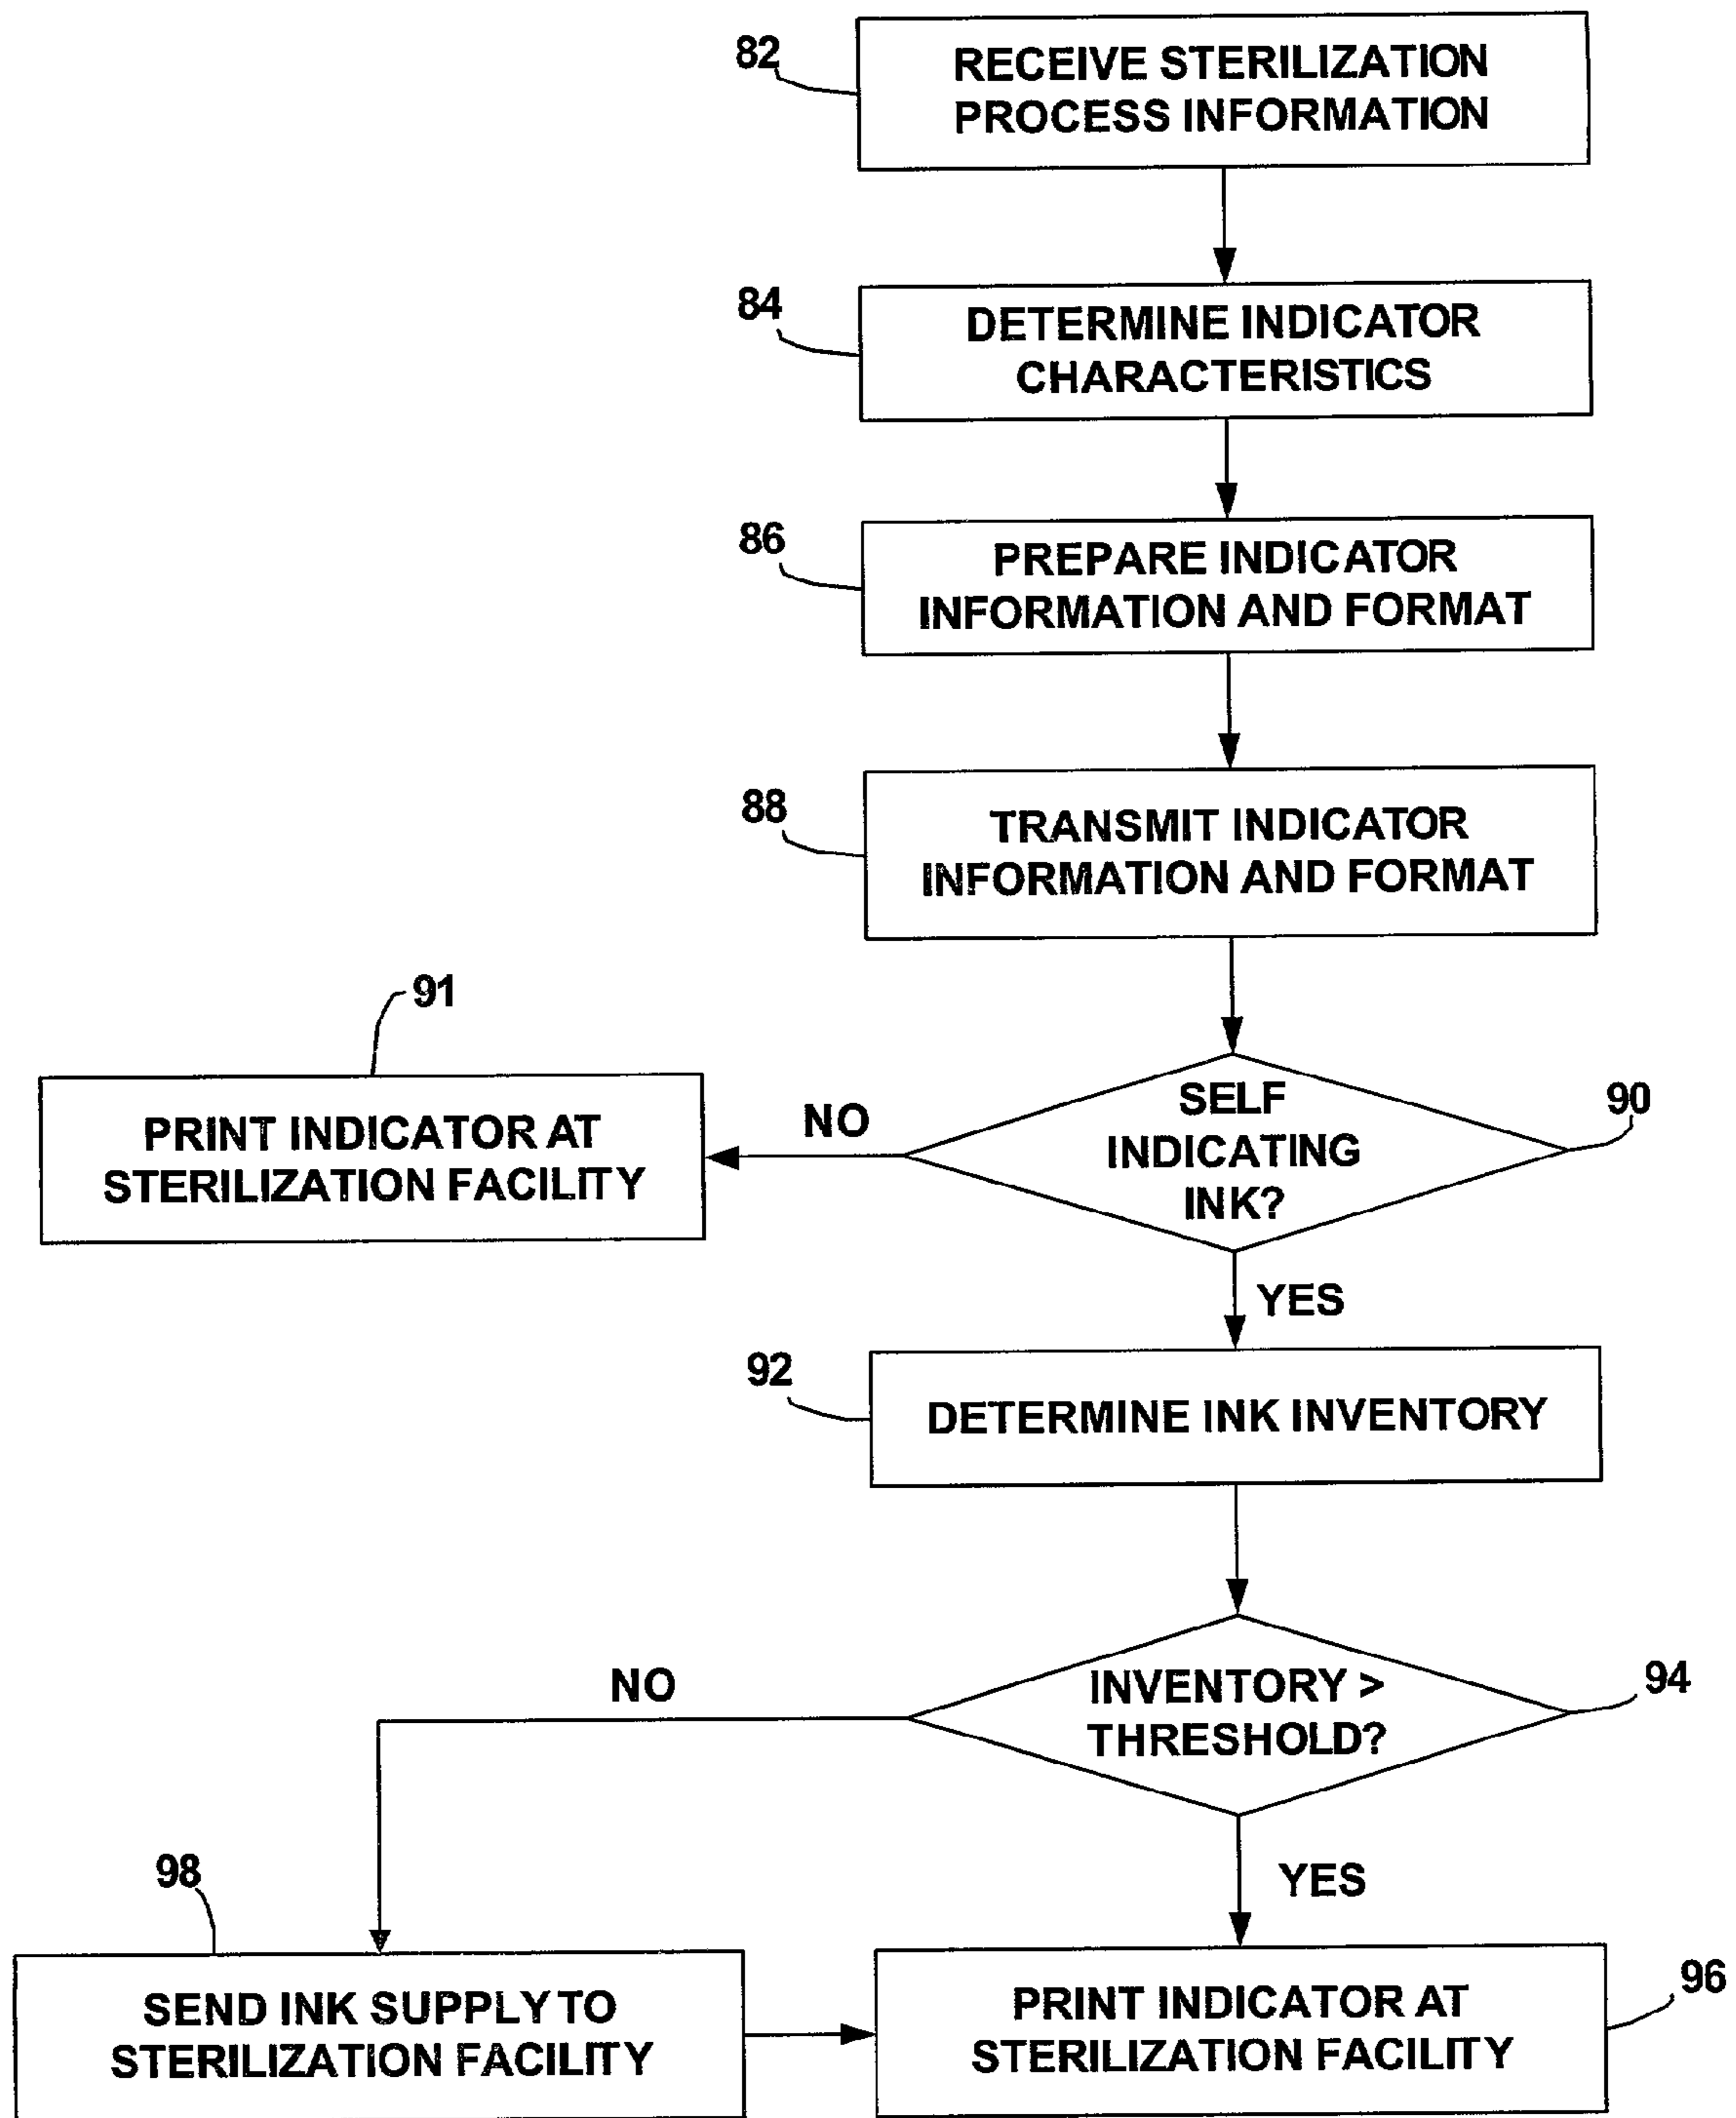 82
RECEIVE STERILIZATION
PROCESS INFORMATION
84
DETERMINE INDICATOR
CHARACTERISTICS
86
PREPARE INDICATOR
INFORMATION AND FORMAT
88
TRANSMIT INDICATOR
INFORMATION AND FORMAT
91
PRINT INDICATOR AT
STERILIZATION FACILITY
NO
SELF
INDICATING
INK?
90
YES
92
DETERMINE INK INVENTORY
NO
INVENTORY >
THRESHOLD?
94
YES
98
SEND INK SUPPLY TO
STERILIZATION FACILITY
PRINT INDICATOR AT
STERILIZATION FACILITY
96